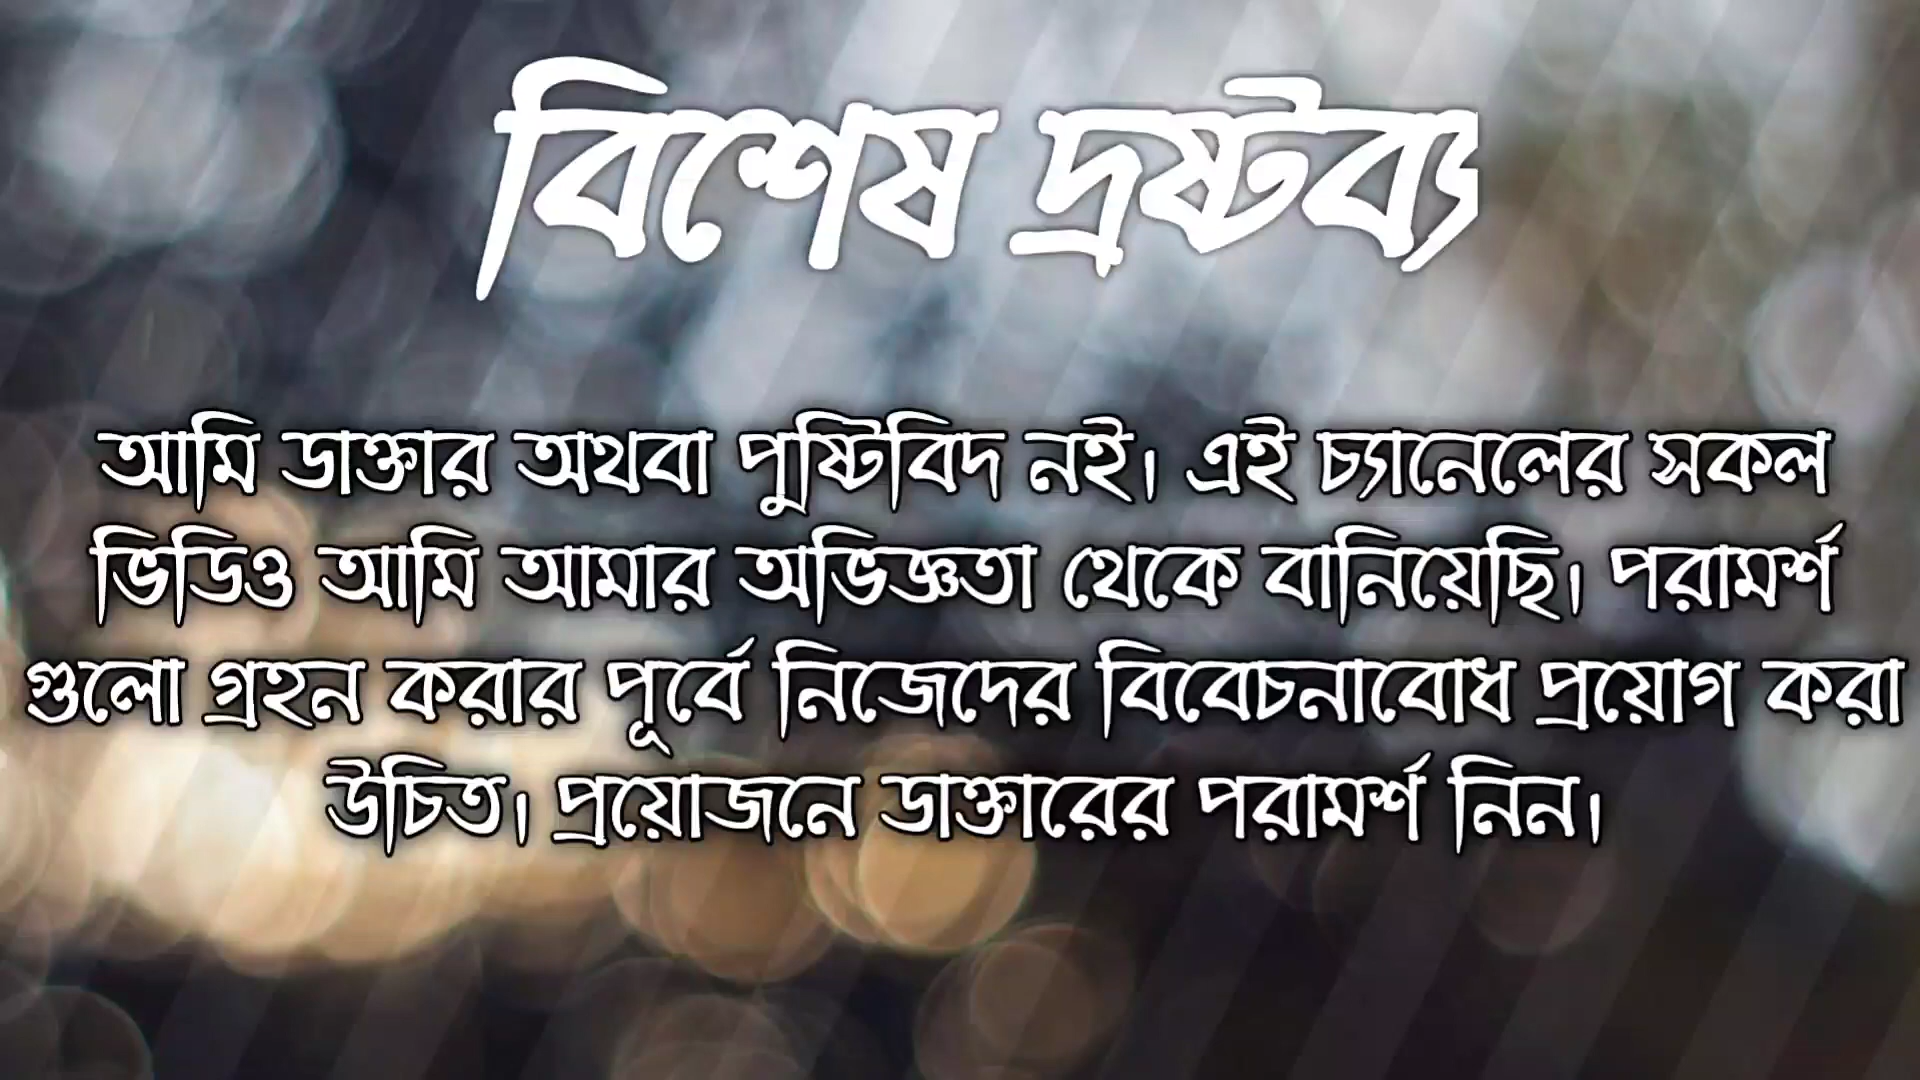 বিশেষ দ্রষ্টব্য
আমি ডাক্তার অথবা পুষ্টিবিদ নই। এই চ্যানেলের সকল
ভিডিও আমি আমার অভিজ্ঞতা থেকে বানিয়েছি। পরামর্শ
গুলো গ্রহন করার পূর্বে নিজেদের বিবেচনাবোধ প্রয়োগ করা
উচিত। প্রয়োজনে ডাক্তারের পরামর্শ নিন।